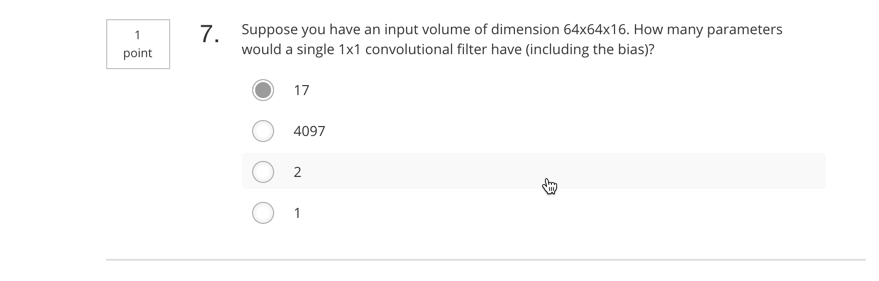 1
point
7.
Suppose you have an input volume of dimension 64x64x16. How many parameters
would a single 1x1 convolutional filter have (including the bias)?
17
4097
2
1